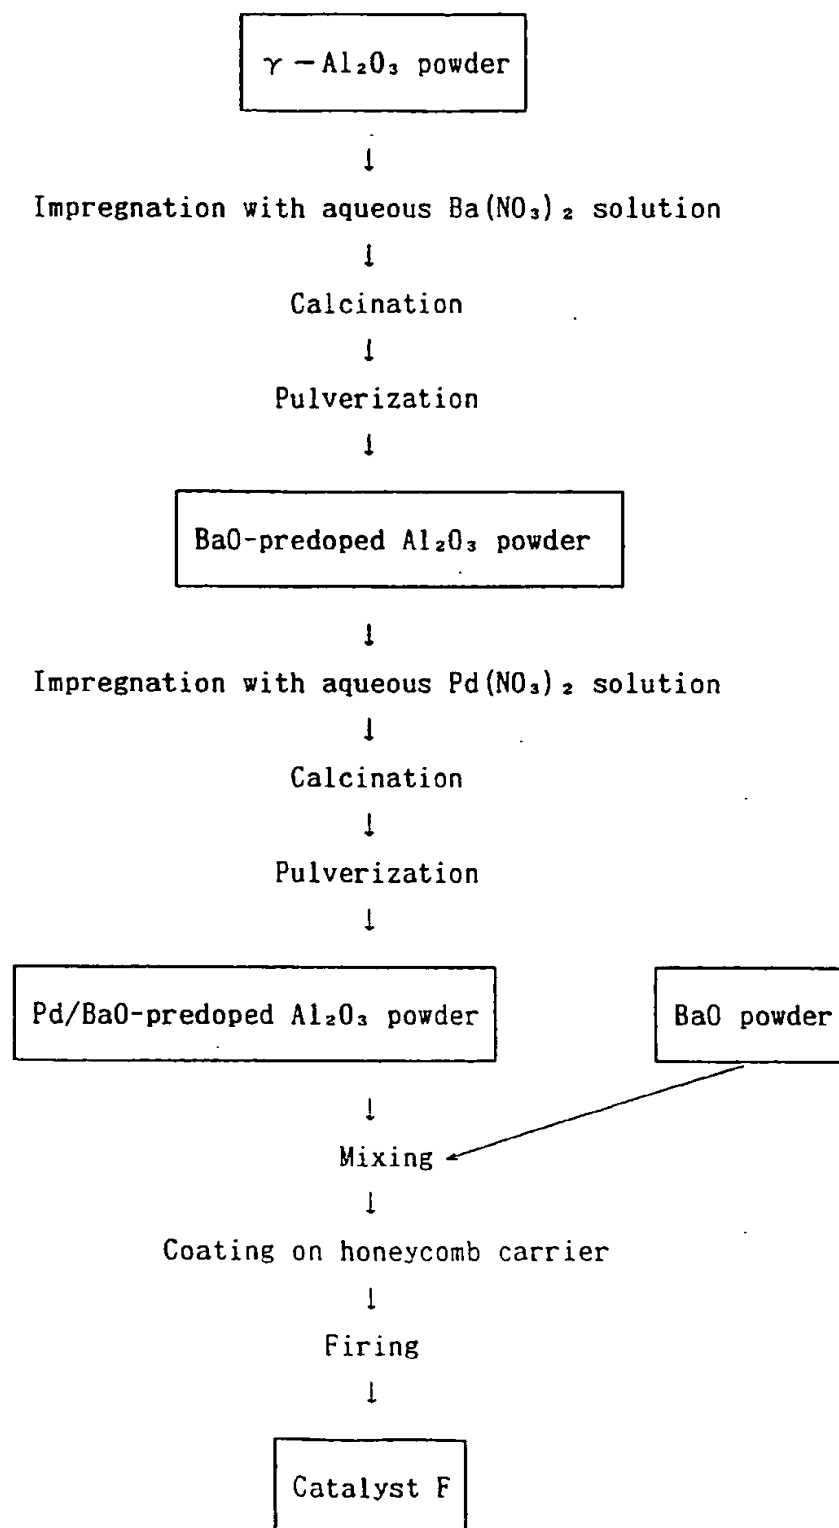 γ－Al₂O₃ powder
↓
Impregnation with aqueous Ba(NO₃)₂ solution
↓
Calcination
↓
Pulverization
↓
BaO-predoped Al₂O₃ powder
↓
Impregnation with aqueous Pd(NO₃)₂ solution
↓
Calcination
↓
Pulverization
↓
Pd/BaO-predoped Al₂O₃ powder
BaO powder
↓
Mixing
↓
Coating on honeycomb carrier
↓
Firing
↓
Catalyst F